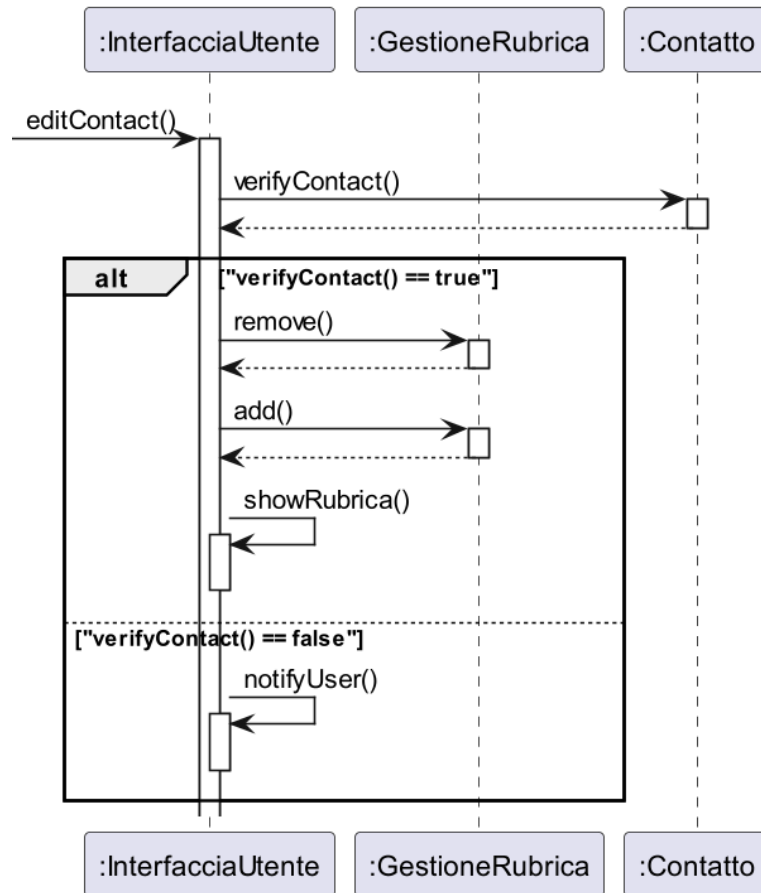 :InterfacciaUtente :GestioneRubrica :Contatto
editContact()
verifyContact()
alt ["verifyContact() == true"]
remove()
add()
showRubrica()
["verifyContact() == false"]
notifyUser()
:InterfacciaUtente :GestioneRubrica :Contatto